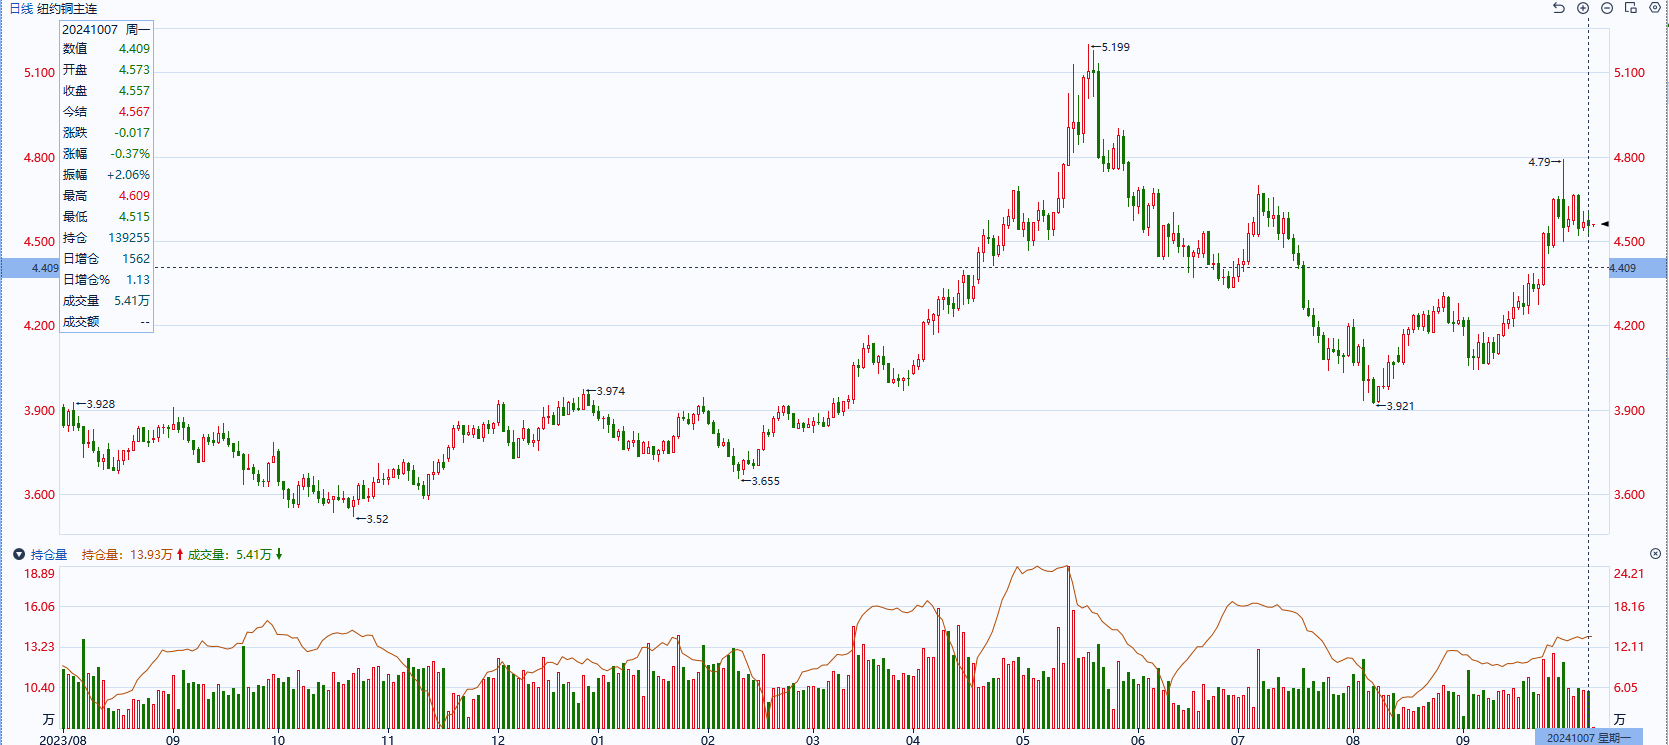 日线 纽约铜主连
20241007 周一
数值 4.409
开盘 4.573
收盘 4.557
今结 4.567
涨跌 -0.017
涨幅 -0.37%
振幅 +2.06%
最高 4.609
最低 4.515
持仓 139255
日增仓 1562
日增仓% 1.13
成交量 5.41万
成交额 --
5.100 5.100
4.800 4.800
4.500 4.500
4.409 4.409
4.200 4.200
3.900 3.900
3.600 3.600
←5.199
4.79→
←3.928
←3.974
←3.921
←3.655
←3.52
持仓量 持仓量：13.93万 成交量：5.41万
18.89 24.21
16.06 18.16
13.23 12.11
10.40 6.05
万 万
2023/08 09 10 11 12 01 02 03 04 05 06 07 08 09 20241007 星期一